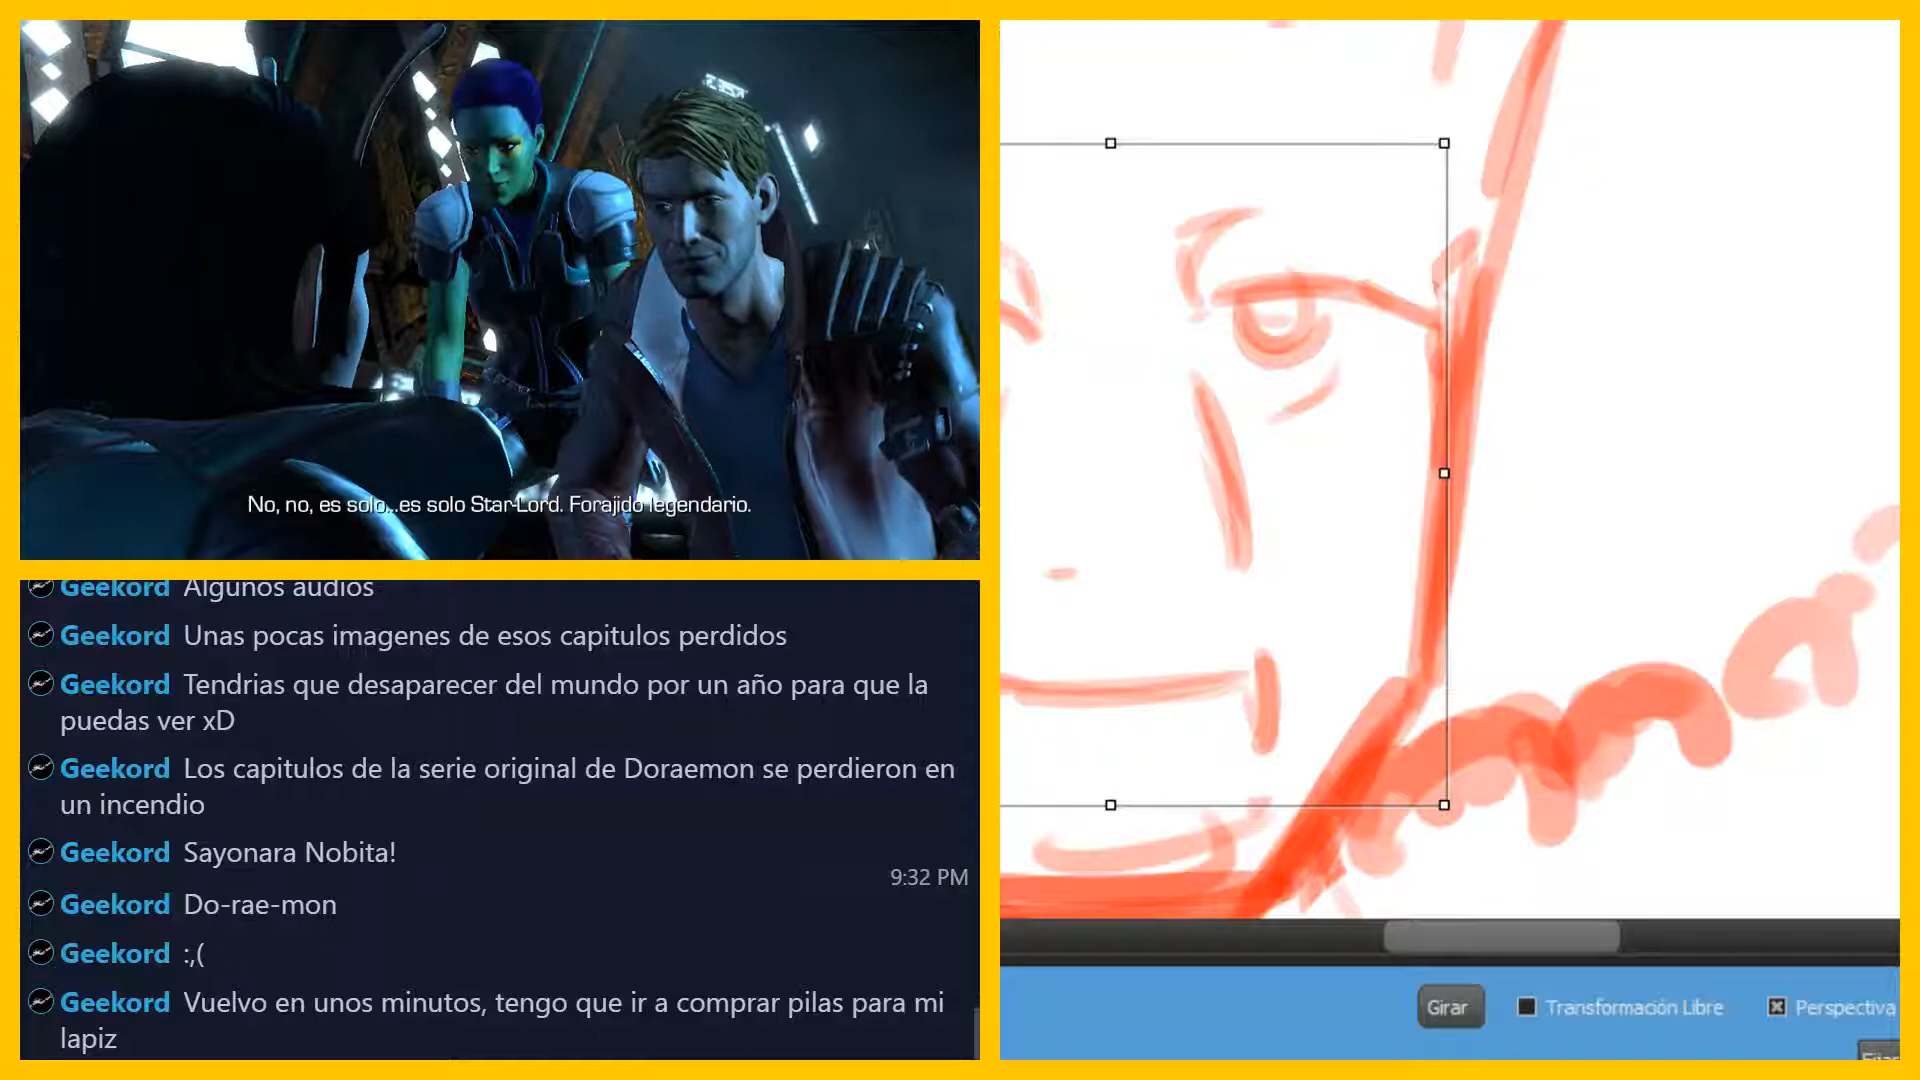 No, no, es solo...es solo Star-Lord. Forajido legendario.
Geekord Algunos audios
Geekord Unas pocas imagenes de esos capitulos perdidos
Geekord Tendrias que desaparecer del mundo por un año para que la
puedas ver xD
Geekord Los capitulos de la serie original de Doraemon se perdieron en
un incendio
Geekord Sayonara Nobita!
9:32 PM
Geekord Do-rae-mon
Geekord :,(
Geekord Vuelvo en unos minutos, tengo que ir a comprar pilas para mi
lapiz
Girar Transformación Libre Perspectiva